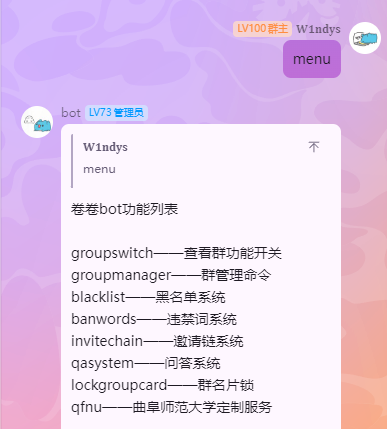 LV100 群主 W1ndys
menu
bot LV73 管理员
W1ndys
menu
卷卷bot功能列表
groupswitch——查看群功能开关
groupmanager——群管理命令
blacklist——黑名单系统
banwords——违禁词系统
invitechain——邀请链系统
qasystem——问答系统
lockgroupcard——群名片锁
qfnu——曲阜师范大学定制服务